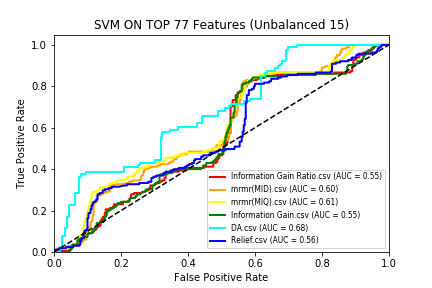 SVM ON TOP 77 Features (Unbalanced 15)
1.0
0.8
0.6
0.4
0.2
0.0
True Positive Rate
Information Gain Ratio.csv (AUC = 0.55)
mrmr(MID).csv (AUC = 0.60)
mrmr(MIQ).csv (AUC = 0.61)
Information Gain.csv (AUC = 0.55)
DA.csv (AUC = 0.68)
Relief.csv (AUC = 0.56)
0.0 0.2 0.4 0.6 0.8 1.0
False Positive Rate